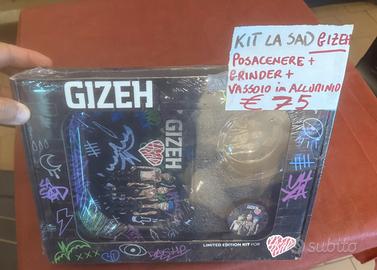 KIT LA SAD GIZEH
POSACENERE +
GRINDER +
VASSOIO in ALLUMINIO
€ 75
GIZEH
GIZEH
LIMITED EDITION KIT FOR
subito